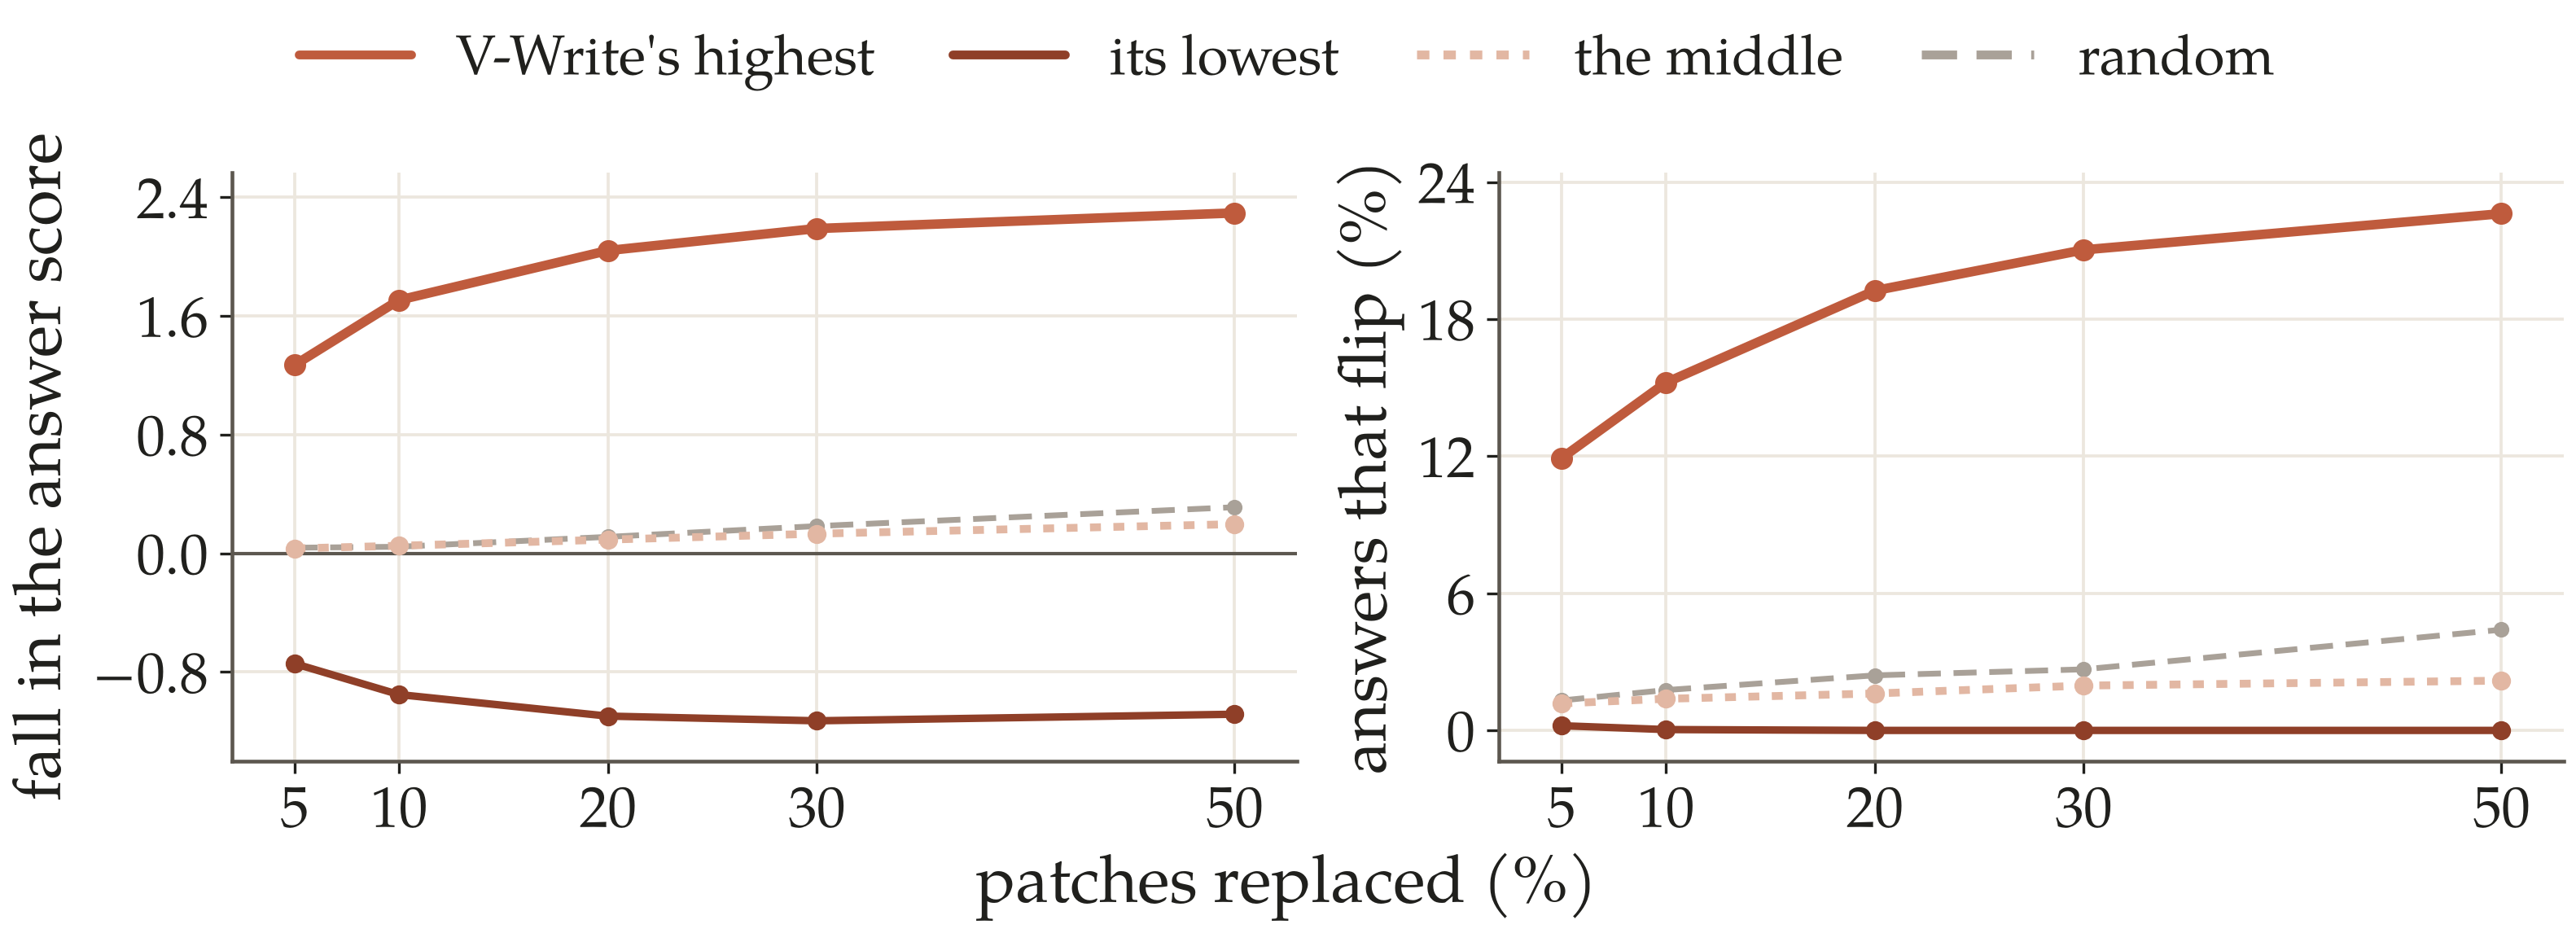 V-Write's highest its lowest the middle random
fall in the answer score
2.4
1.6
0.8
0.0
−0.8
5 10 20 30 50
answers that flip (%)
24
18
12
6
0
5 10 20 30 50
patches replaced (%)